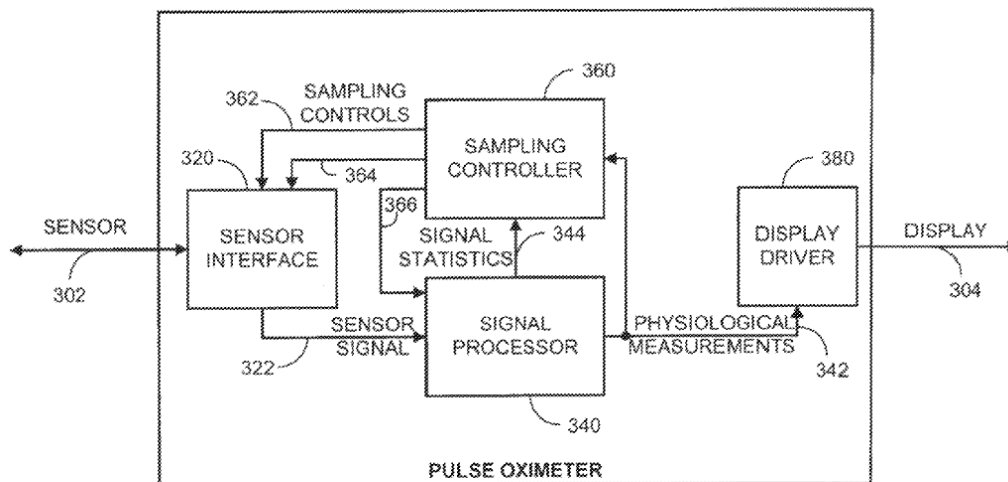 360
SAMPLING
CONTROLS
362
SAMPLING
CONTROLLER
320
364
380
366
SENSOR
302
SENSOR
INTERFACE
SIGNAL
STATISTICS
344
DISPLAY
DRIVER
DISPLAY
304
SENSOR
SIGNAL
322
SIGNAL
PROCESSOR
PHYSIOLOGICAL
MEASUREMENTS
342
340
PULSE OXIMETER